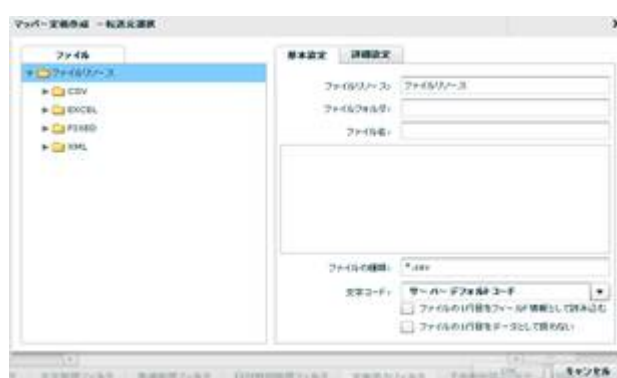 マッパー定義作成 －転送元選択
ファイル
ファイルリソース
CSV
EXCEL
FIXED
XML
基本設定 詳細設定
ファイルリソース: ファイルリソース
ファイルフォルダ:
ファイル名:
ファイルの種類: *.csv
文字コード: サーバーデフォルトコード
ファイルの1行目をフィールド情報として読み込む
ファイルの1行目をデータとして扱わない
キャンセル